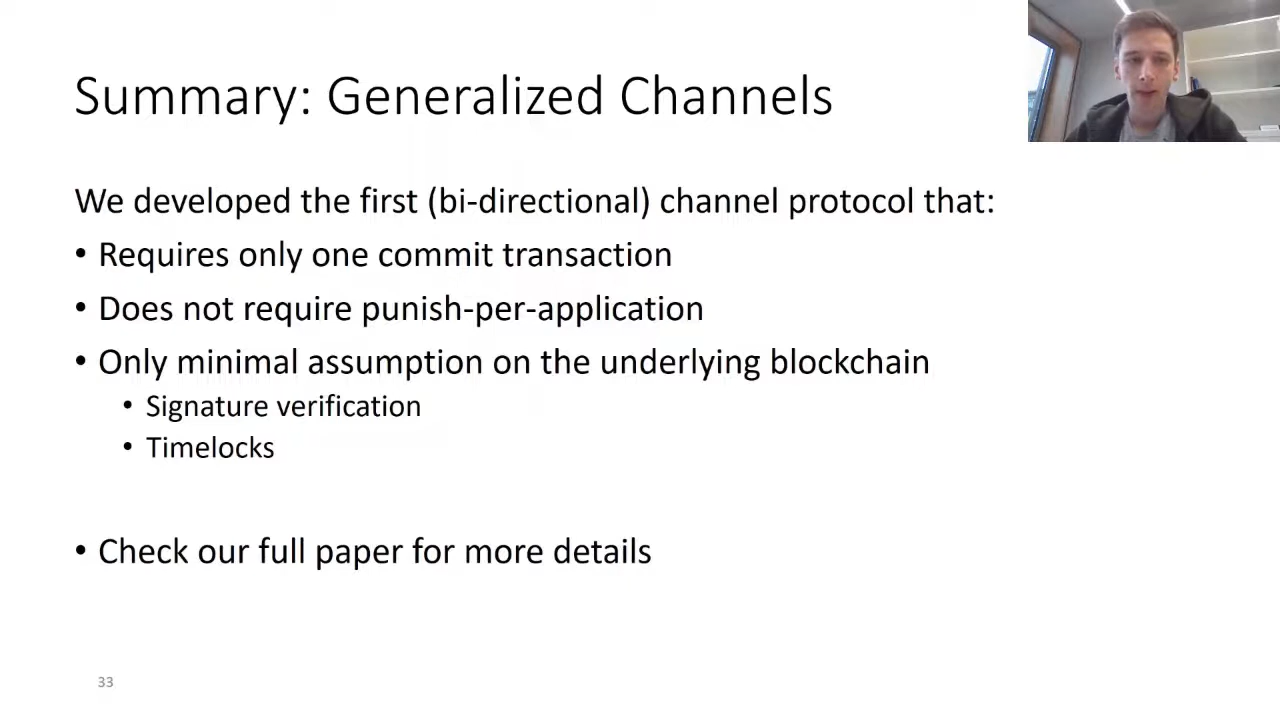 Summary: Generalized Channels
We developed the first (bi-directional) channel protocol that:
• Requires only one commit transaction
• Does not require punish-per-application
• Only minimal assumption on the underlying blockchain
• Signature verification
• Timelocks
• Check our full paper for more details
33